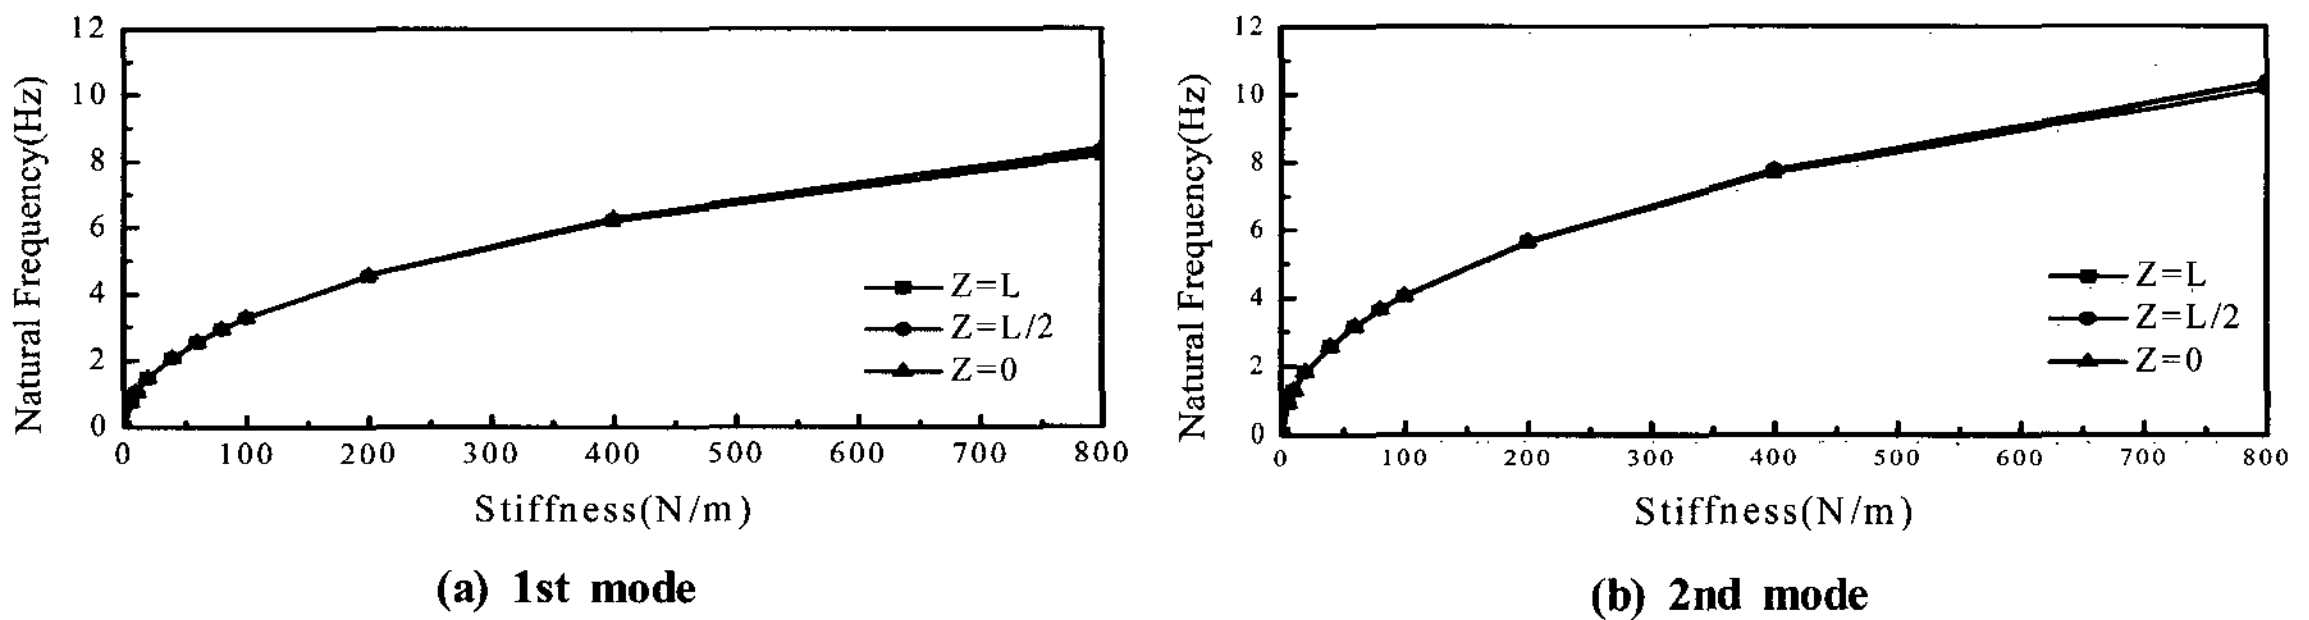 12
10
8
6
4
2
0
Natural Frequency(Hz)
Z=L
Z=L/2
Z=0
0 100 200 300 400 500 600 700 800
Stiffness(N/m)
(a) 1st mode
12
10
8
6
4
2
0
Natural Frequency(Hz)
Z=L
Z=L/2
Z=0
0 100 200 300 400 500 600 700 800
Stiffness(N/m)
(b) 2nd mode